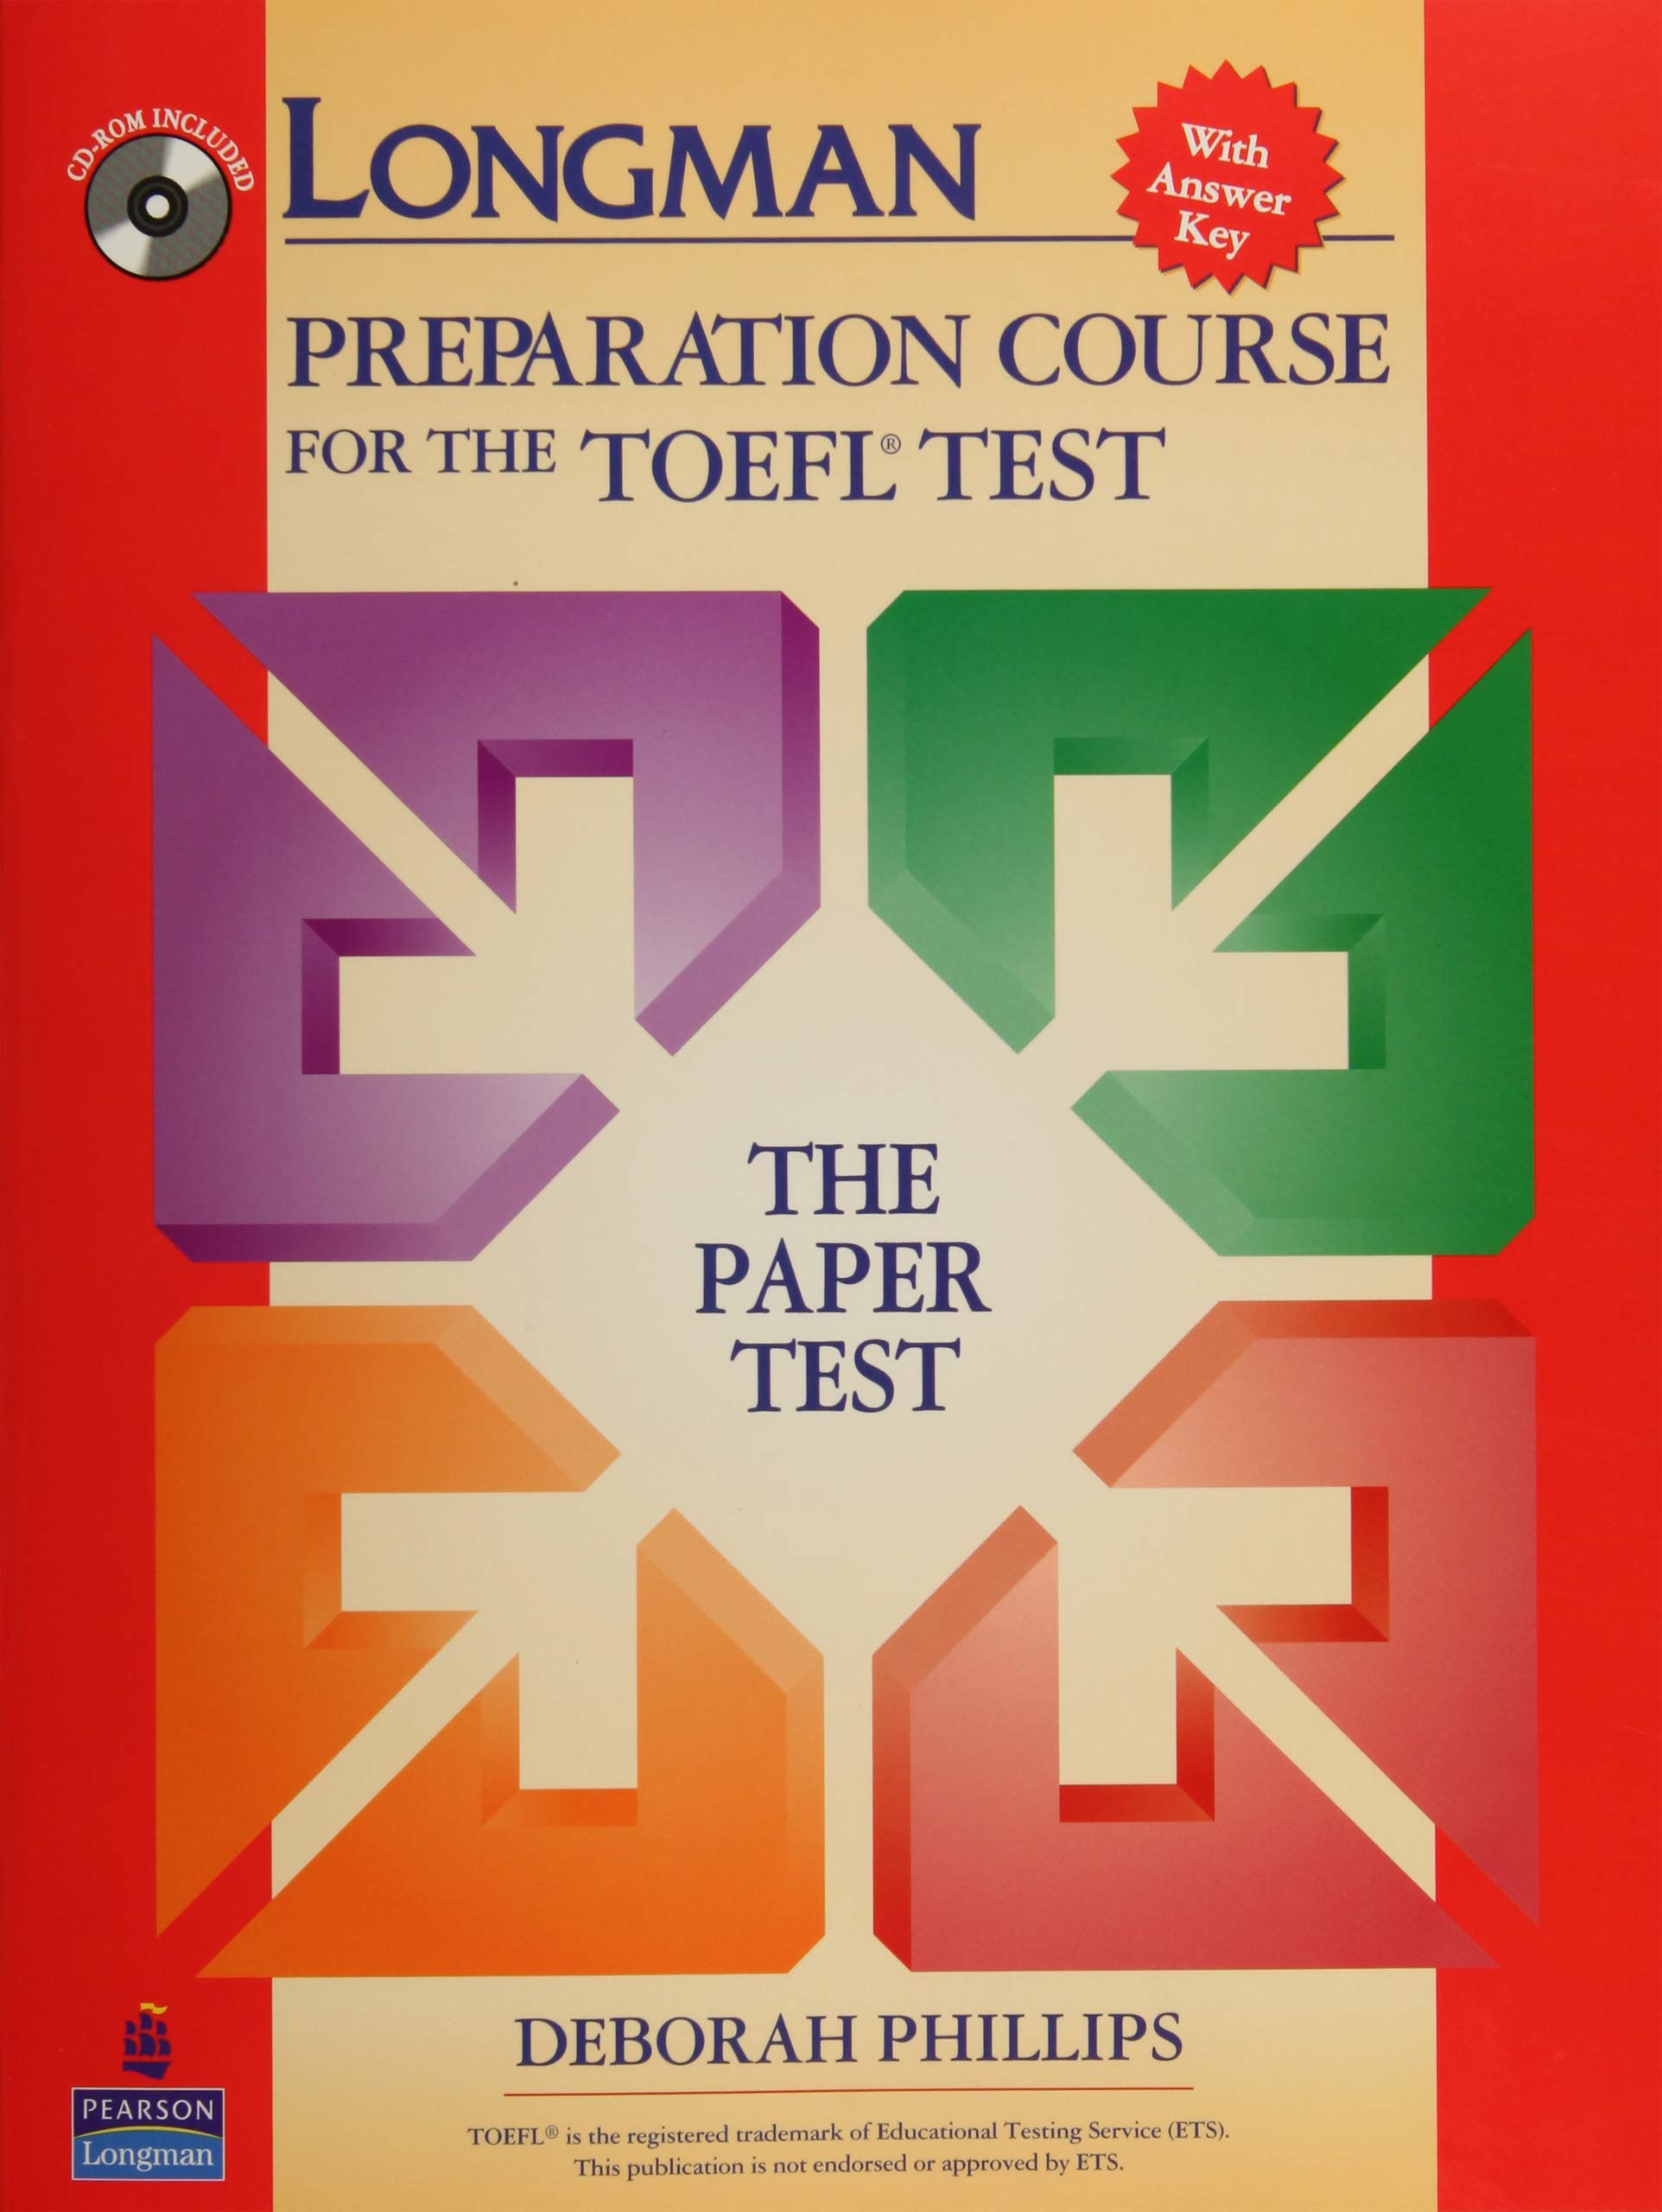 CD-ROM INCLUDED
LONGMAN
With
Answer
Key
PREPARATION COURSE
FOR THE TOEFL® TEST
THE
PAPER
TEST
DEBORAH PHILLIPS
PEARSON
Longman
TOEFL® is the registered trademark of Educational Testing Service (ETS).
This publication is not endorsed or approved by ETS.